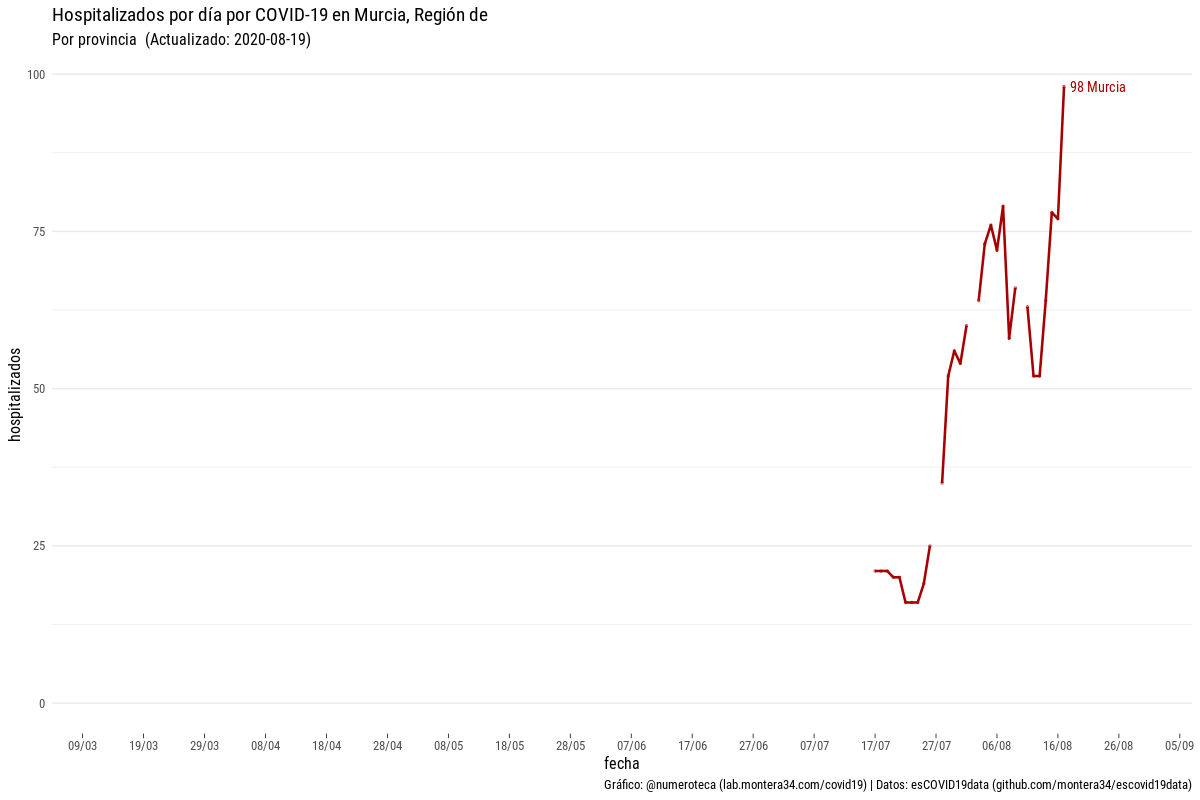 Hospitalizados por día por COVID-19 en Murcia, Región de
Por provincia (Actualizado: 2020-08-19)
100
98 Murcia
75
50
25
0
hospitalizados
09/03 19/03 29/03 08/04 18/04 28/04 08/05 18/05 28/05 07/06 17/06 27/06 07/07 17/07 27/07 06/08 16/08 26/08 05/09
fecha
Gráfico: @numeroteca (lab.montera34.com/covid19) | Datos: esCOVID19data (github.com/montera34/escovid19data)